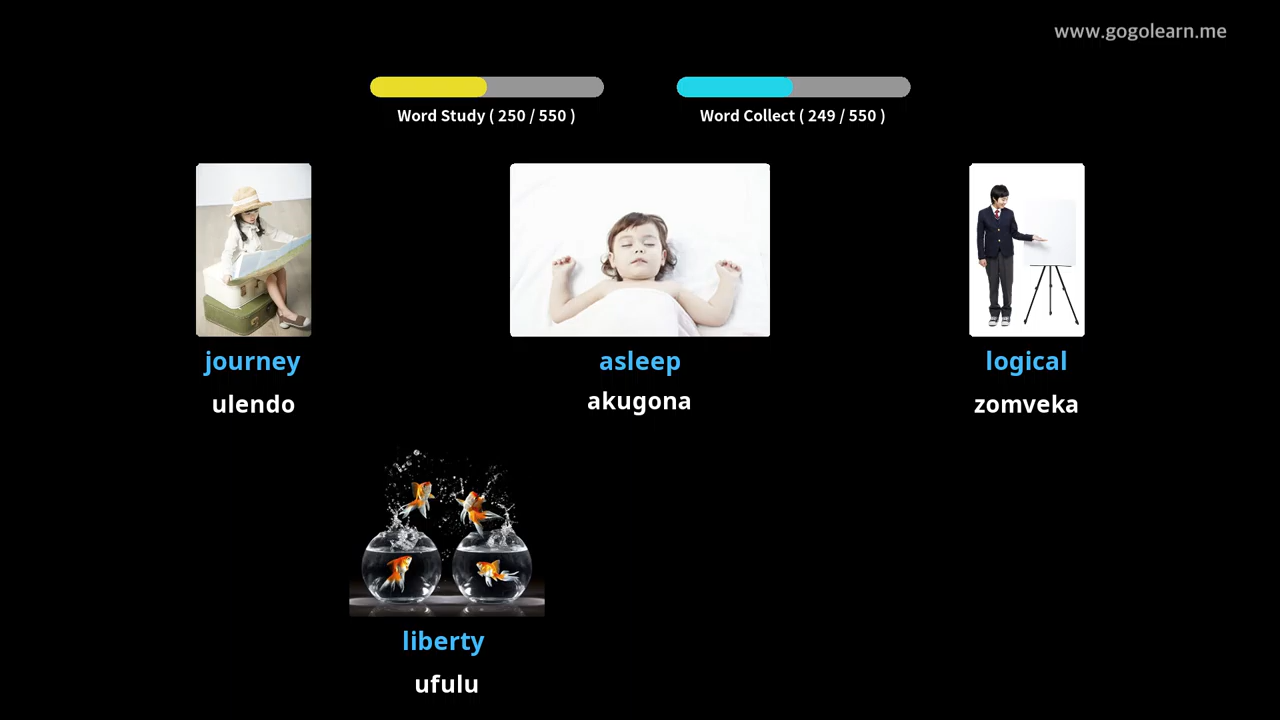 www.gogolearn.me
Word Study ( 250 / 550 )
Word Collect ( 249 / 550 )
journey
ulendo
asleep
akugona
logical
zomveka
liberty
ufulu